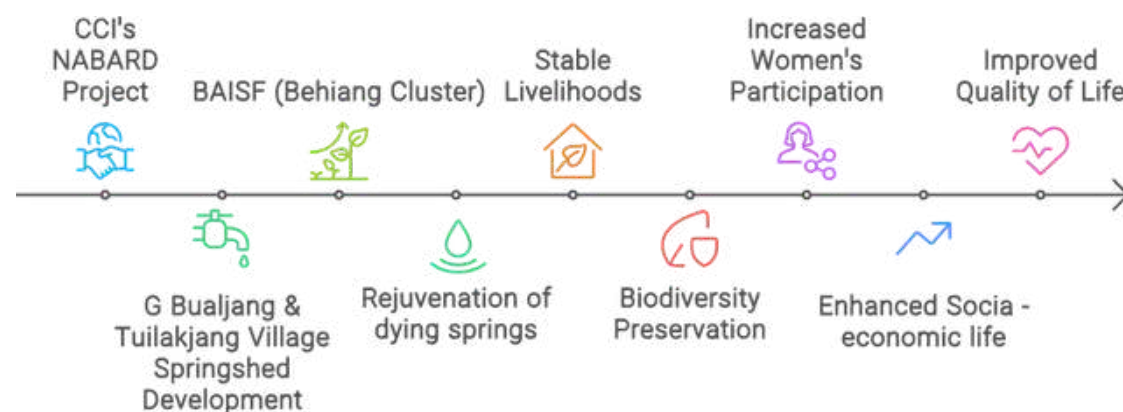 CCI's
NABARD
Project
G Bualjang &
Tuilakjang Village
Springshed
Development
BAISF (Behiang Cluster)
Rejuvenation of
dying springs
Stable
Livelihoods
Biodiversity
Preservation
Increased
Women's
Participation
Enhanced Socia -
economic life
Improved
Quality of Life